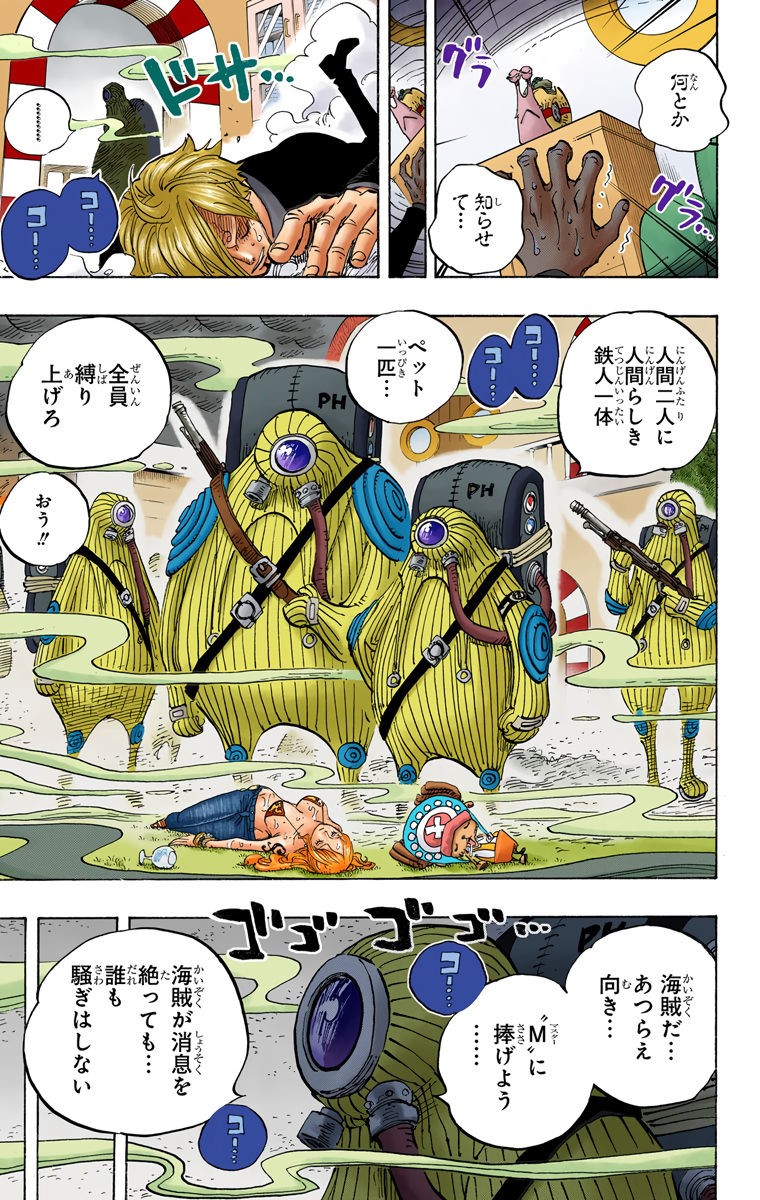 何とか
グラ
知らせ
て…
グラ…
ドサ…
…………
コー…
コー…
人間二人に
人間らしき
鉄人一体
コー…
コー…
ペット
一匹…
全員
縛り
上げろ
おう!!
PH
PH
PH
海賊だ…
あつらえ
向き…
“M”に
捧げよう
……
コー…
ゴゴゴゴ…
海賊が消息を
絶っても…
誰も
騒ぎはしない
コー…